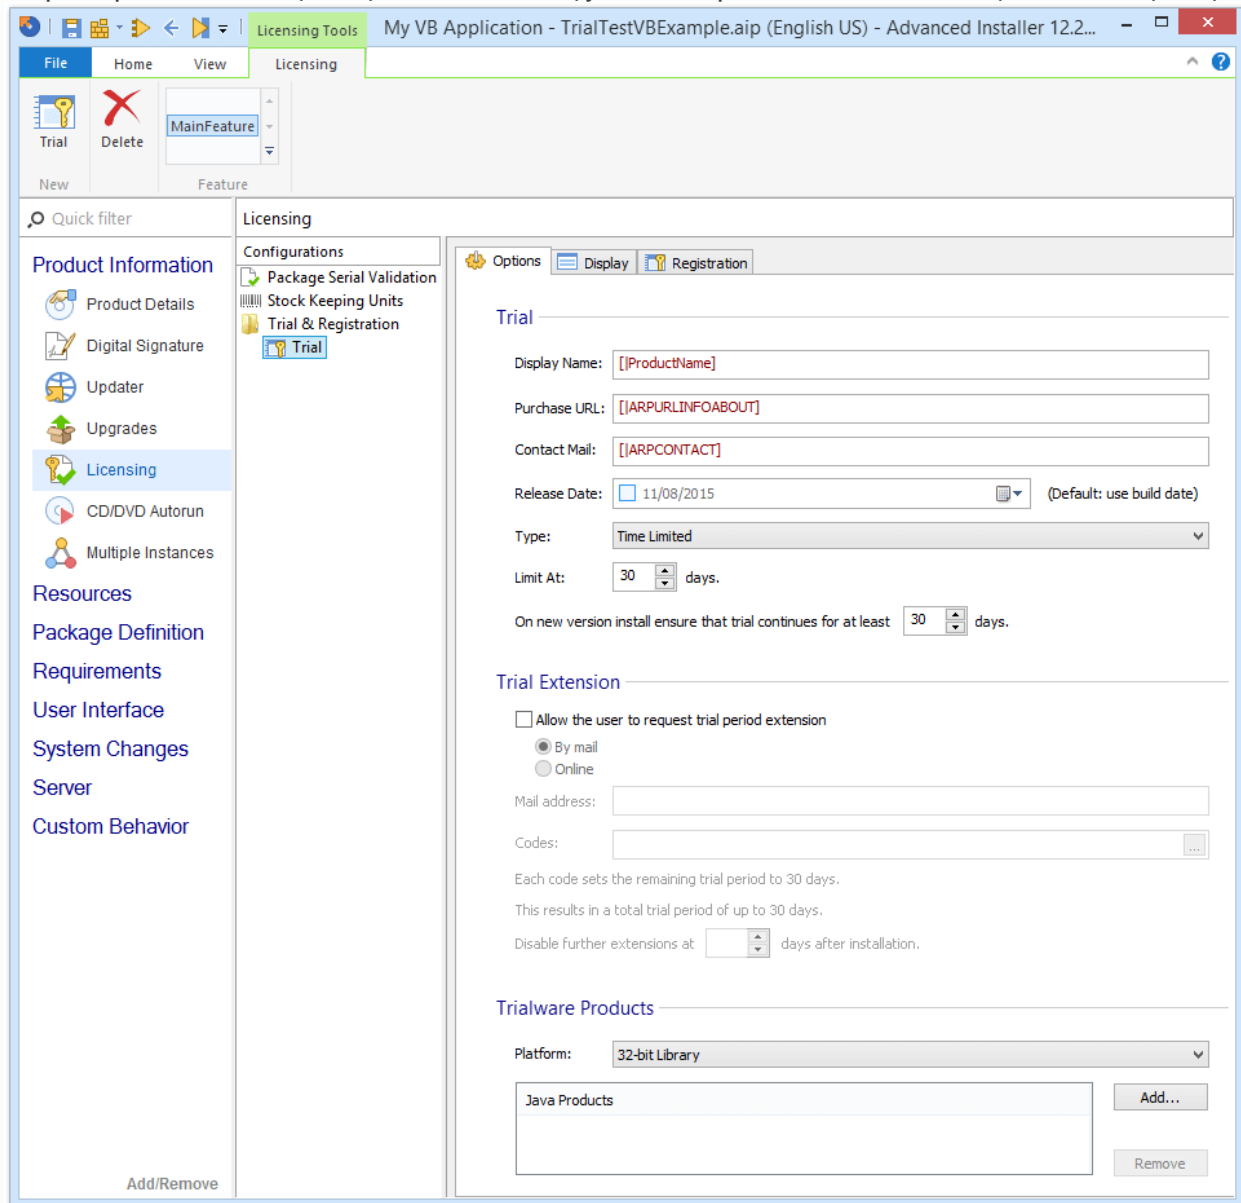 Licensing Tools My VB Application - TrialTestVBExample.aip (English US) - Advanced Installer 12.2...
File Home View Licensing
Trial Delete MainFeature
New Feature
Quick filter
Licensing
Product Information
Product Details
Digital Signature
Updater
Upgrades
Licensing
CD/DVD Autorun
Multiple Instances
Resources
Package Definition
Requirements
User Interface
System Changes
Server
Custom Behavior
Add/Remove
Configurations
Package Serial Validation
Stock Keeping Units
Trial & Registration
Trial
Options Display Registration
Trial
Display Name: [|ProductName]
Purchase URL: [|ARPURLINFOABOUT]
Contact Mail: [|ARPCONTACT]
Release Date: 11/08/2015 (Default: use build date)
Type: Time Limited
Limit At: 30 days.
On new version install ensure that trial continues for at least 30 days.
Trial Extension
Allow the user to request trial period extension
By mail
Online
Mail address:
Codes: ...
Each code sets the remaining trial period to 30 days.
This results in a total trial period of up to 30 days.
Disable further extensions at days after installation.
Trialware Products
Platform: 32-bit Library
Java Products Add...
Remove